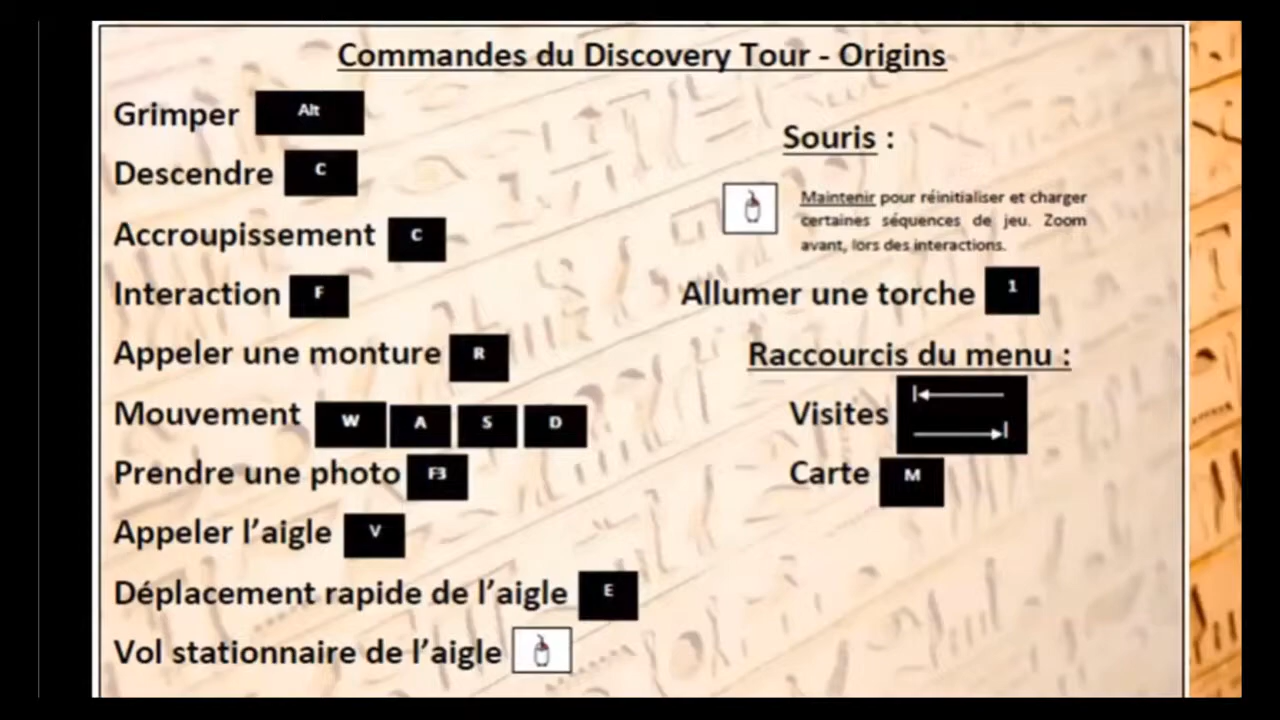 Commandes du Discovery Tour - Origins
Grimper Alt
Descendre C
Accroupissement C
Interaction F
Appeler une monture R
Mouvement W A S D
Prendre une photo F3
Appeler l’aigle V
Déplacement rapide de l’aigle E
Vol stationnaire de l’aigle
Souris :
Maintenir pour réinitialiser et charger
certaines séquences de jeu. Zoom
avant, lors des interactions.
Allumer une torche 1
Raccourcis du menu :
Visites
Carte M